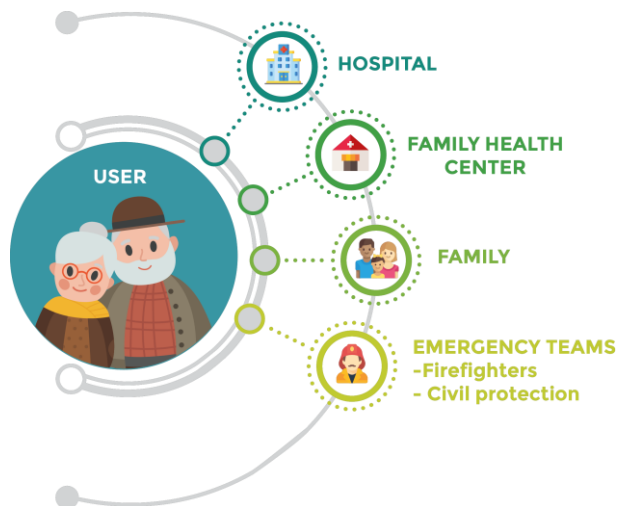 HOSPITAL
FAMILY HEALTH
CENTER
USER
FAMILY
EMERGENCY TEAMS
-Firefighters
- Civil protection